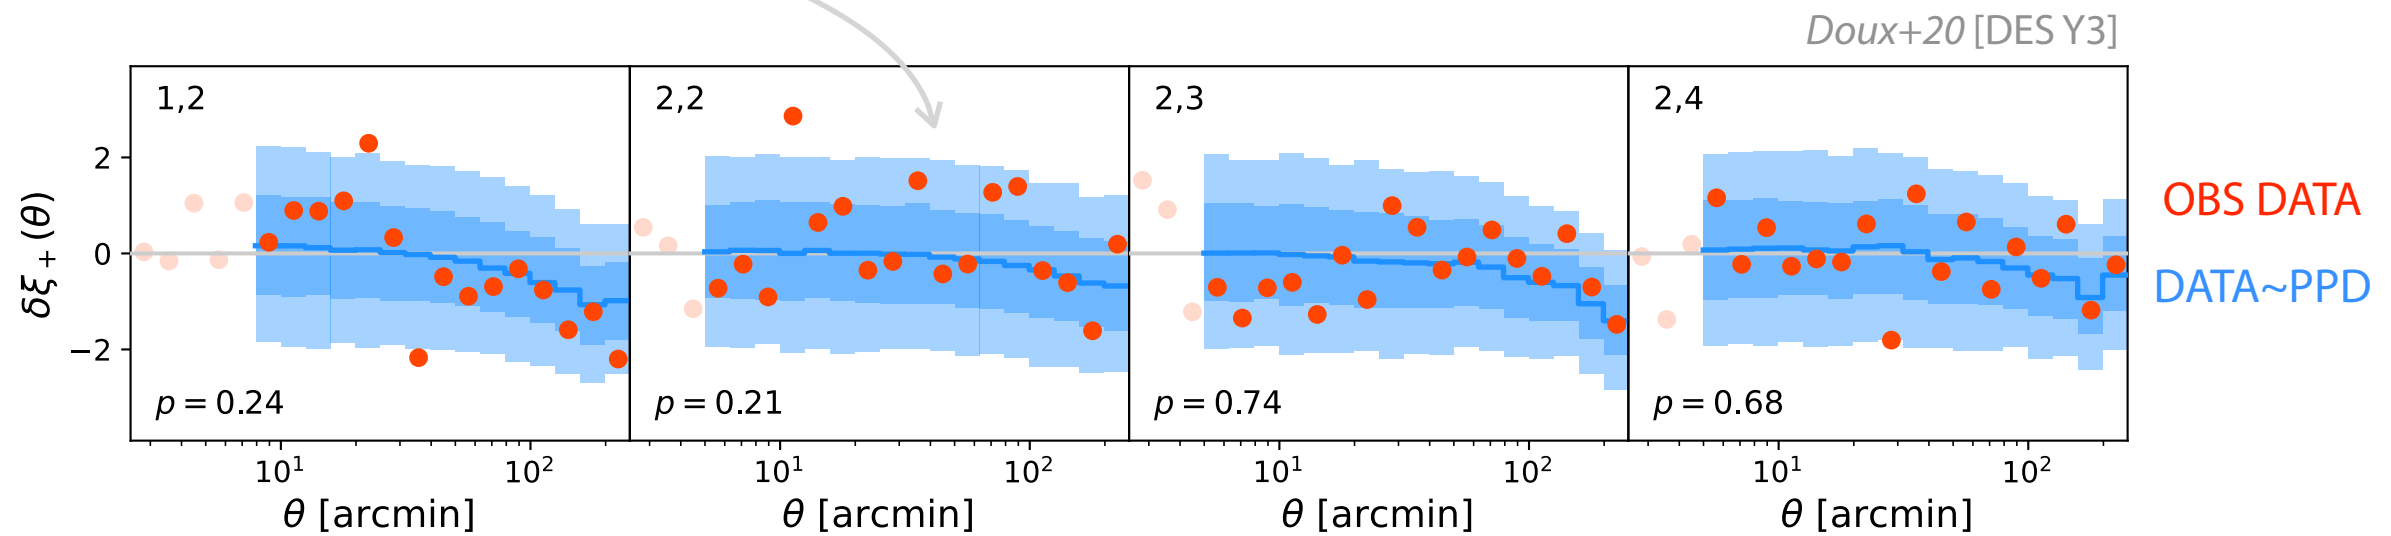 Doux+20 [DES Y3]
1,2
2,2
2,3
2,4
2
0
−2
δξ₊(θ)
p = 0.24
p = 0.21
p = 0.74
p = 0.68
10¹ 10² 10¹ 10² 10¹ 10² 10¹ 10²
θ [arcmin] θ [arcmin] θ [arcmin] θ [arcmin]
OBS DATA
DATA~PPD